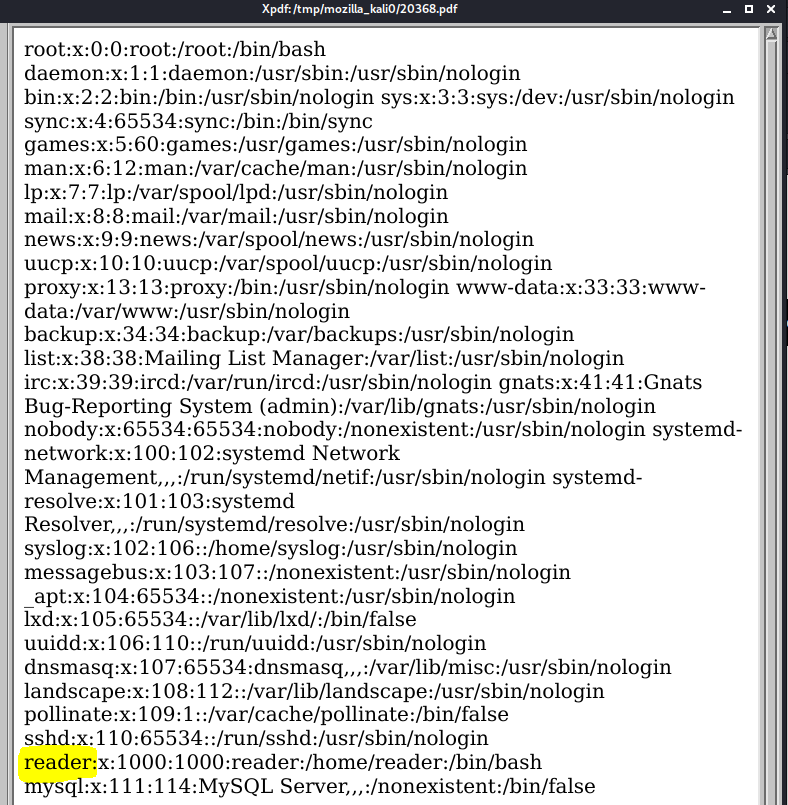 Xpdf: /tmp/mozilla_kali0/20368.pdf
root:x:0:0:root:/root:/bin/bash
daemon:x:1:1:daemon:/usr/sbin:/usr/sbin/nologin
bin:x:2:2:bin:/bin:/usr/sbin/nologin sys:x:3:3:sys:/dev:/usr/sbin/nologin
sync:x:4:65534:sync:/bin:/bin/sync
games:x:5:60:games:/usr/games:/usr/sbin/nologin
man:x:6:12:man:/var/cache/man:/usr/sbin/nologin
lp:x:7:7:lp:/var/spool/lpd:/usr/sbin/nologin
mail:x:8:8:mail:/var/mail:/usr/sbin/nologin
news:x:9:9:news:/var/spool/news:/usr/sbin/nologin
uucp:x:10:10:uucp:/var/spool/uucp:/usr/sbin/nologin
proxy:x:13:13:proxy:/bin:/usr/sbin/nologin www-data:x:33:33:www-
data:/var/www:/usr/sbin/nologin
backup:x:34:34:backup:/var/backups:/usr/sbin/nologin
list:x:38:38:Mailing List Manager:/var/list:/usr/sbin/nologin
irc:x:39:39:ircd:/var/run/ircd:/usr/sbin/nologin gnats:x:41:41:Gnats
Bug-Reporting System (admin):/var/lib/gnats:/usr/sbin/nologin
nobody:x:65534:65534:nobody:/nonexistent:/usr/sbin/nologin systemd-
network:x:100:102:systemd Network
Management,,,:/run/systemd/netif:/usr/sbin/nologin systemd-
resolve:x:101:103:systemd
Resolver,,,:/run/systemd/resolve:/usr/sbin/nologin
syslog:x:102:106::/home/syslog:/usr/sbin/nologin
messagebus:x:103:107::/nonexistent:/usr/sbin/nologin
_apt:x:104:65534::/nonexistent:/usr/sbin/nologin
lxd:x:105:65534::/var/lib/lxd/:/bin/false
uuidd:x:106:110::/run/uuidd:/usr/sbin/nologin
dnsmasq:x:107:65534:dnsmasq,,,:/var/lib/misc:/usr/sbin/nologin
landscape:x:108:112::/var/lib/landscape:/usr/sbin/nologin
pollinate:x:109:1::/var/cache/pollinate:/bin/false
sshd:x:110:65534::/run/sshd:/usr/sbin/nologin
reader:x:1000:1000:reader:/home/reader:/bin/bash
mysql:x:111:114:MySQL Server,,,:/nonexistent:/bin/false